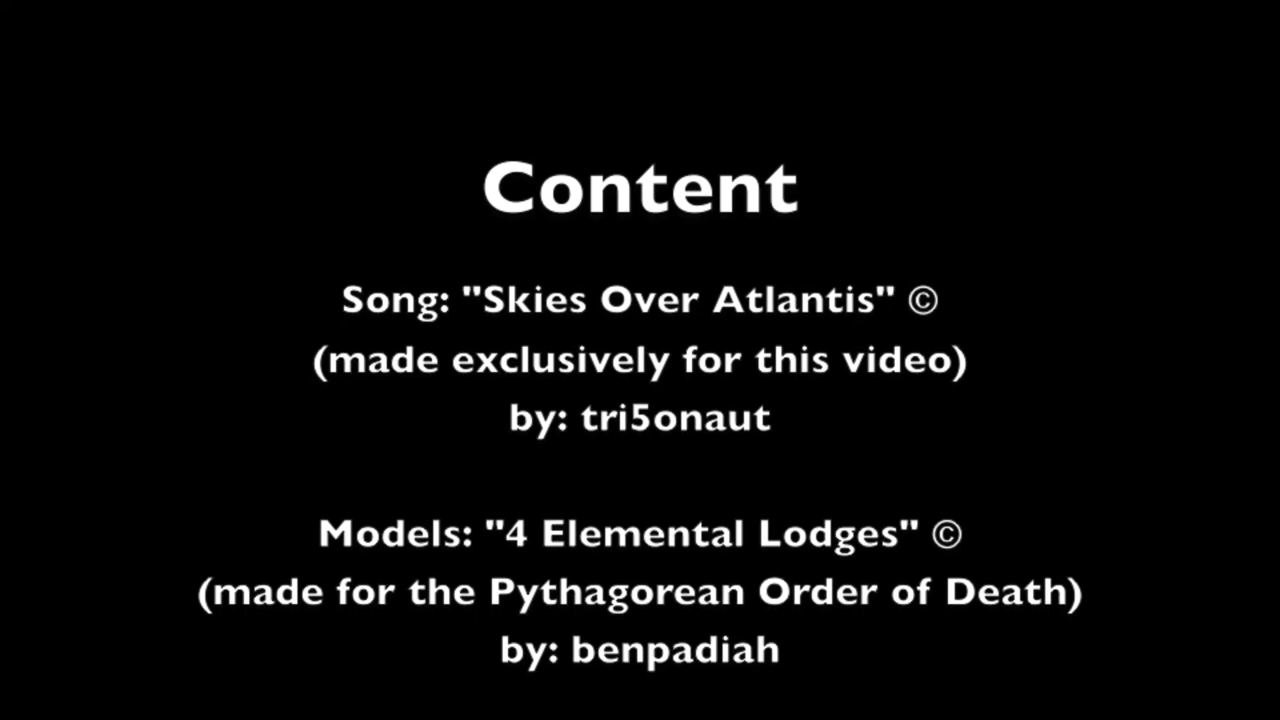 Content
Song: "Skies Over Atlantis" ©
(made exclusively for this video)
by: tri5onaut
Models: "4 Elemental Lodges" ©
(made for the Pythagorean Order of Death)
by: benpadiah